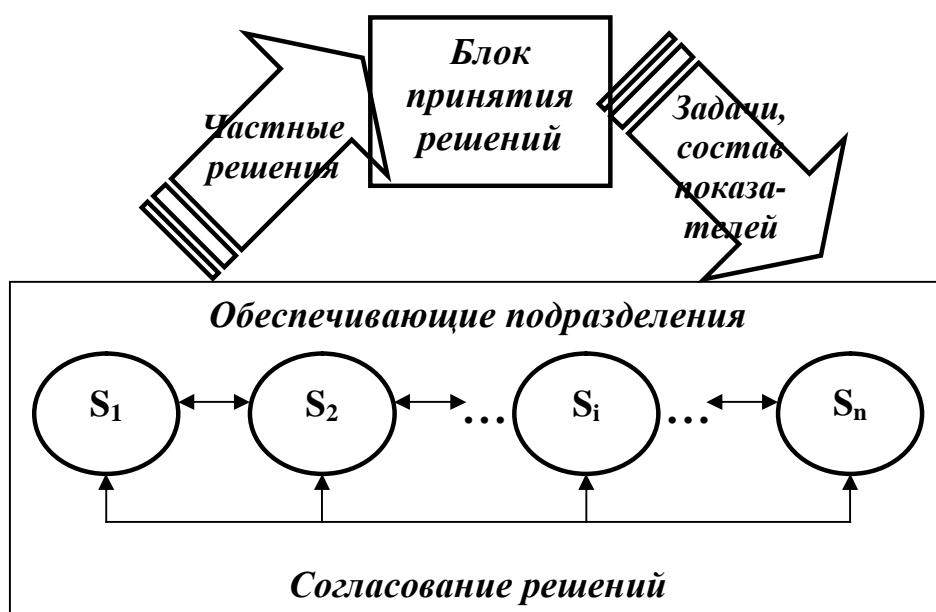 Блок
принятия
решений
Частные
решения
Задачи,
состав
показа-
телей
Обеспечивающие подразделения
S₁
S₂
...
Sᵢ
...
Sₙ
Согласование решений